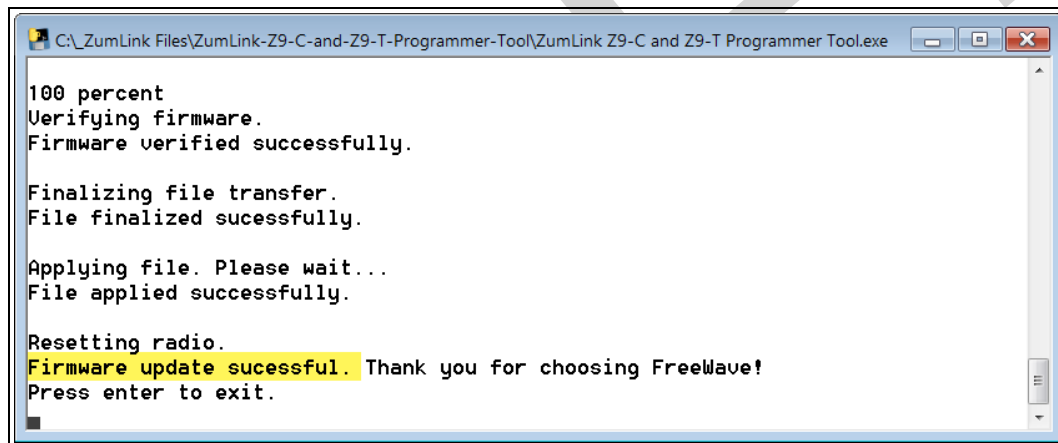 C:\_ZumLink Files\ZumLink-Z9-C-and-Z9-T-Programmer-Tool\ZumLink Z9-C and Z9-T Programmer Tool.exe
100 percent
Verifying firmware.
Firmware verified successfully.
Finalizing file transfer.
File finalized sucessfully.
Applying file. Please wait...
File applied successfully.
Resetting radio.
Firmware update sucessful. Thank you for choosing FreeWave!
Press enter to exit.